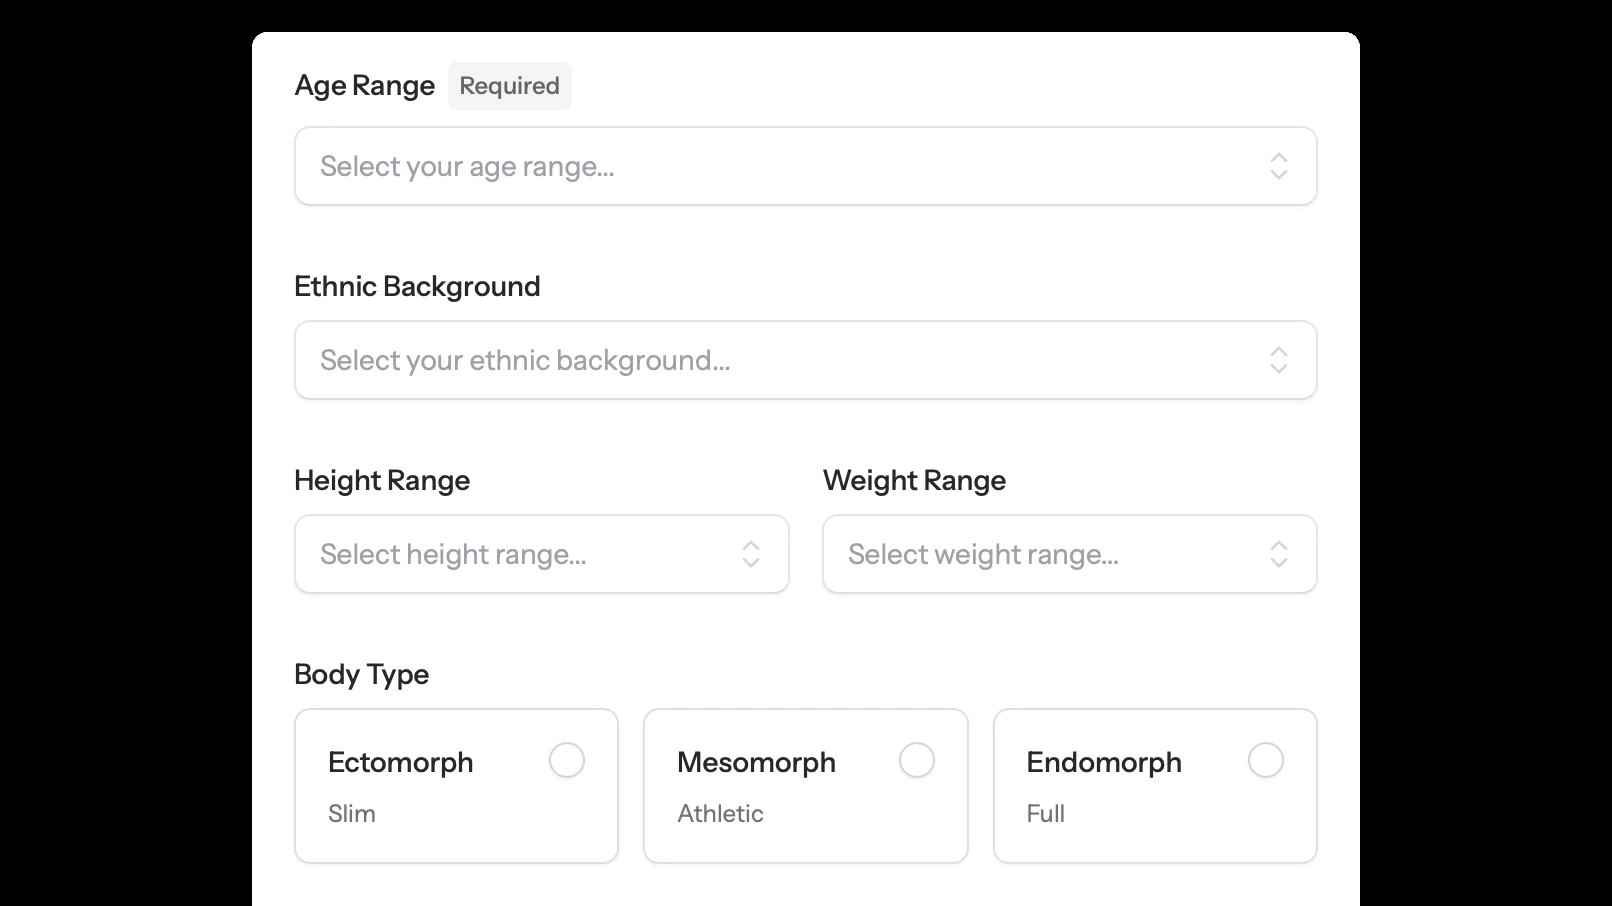 Age Range Required
Select your age range...
Ethnic Background
Select your ethnic background...
Height Range Weight Range
Select height range... Select weight range...
Body Type
Ectomorph Mesomorph Endomorph
Slim Athletic Full